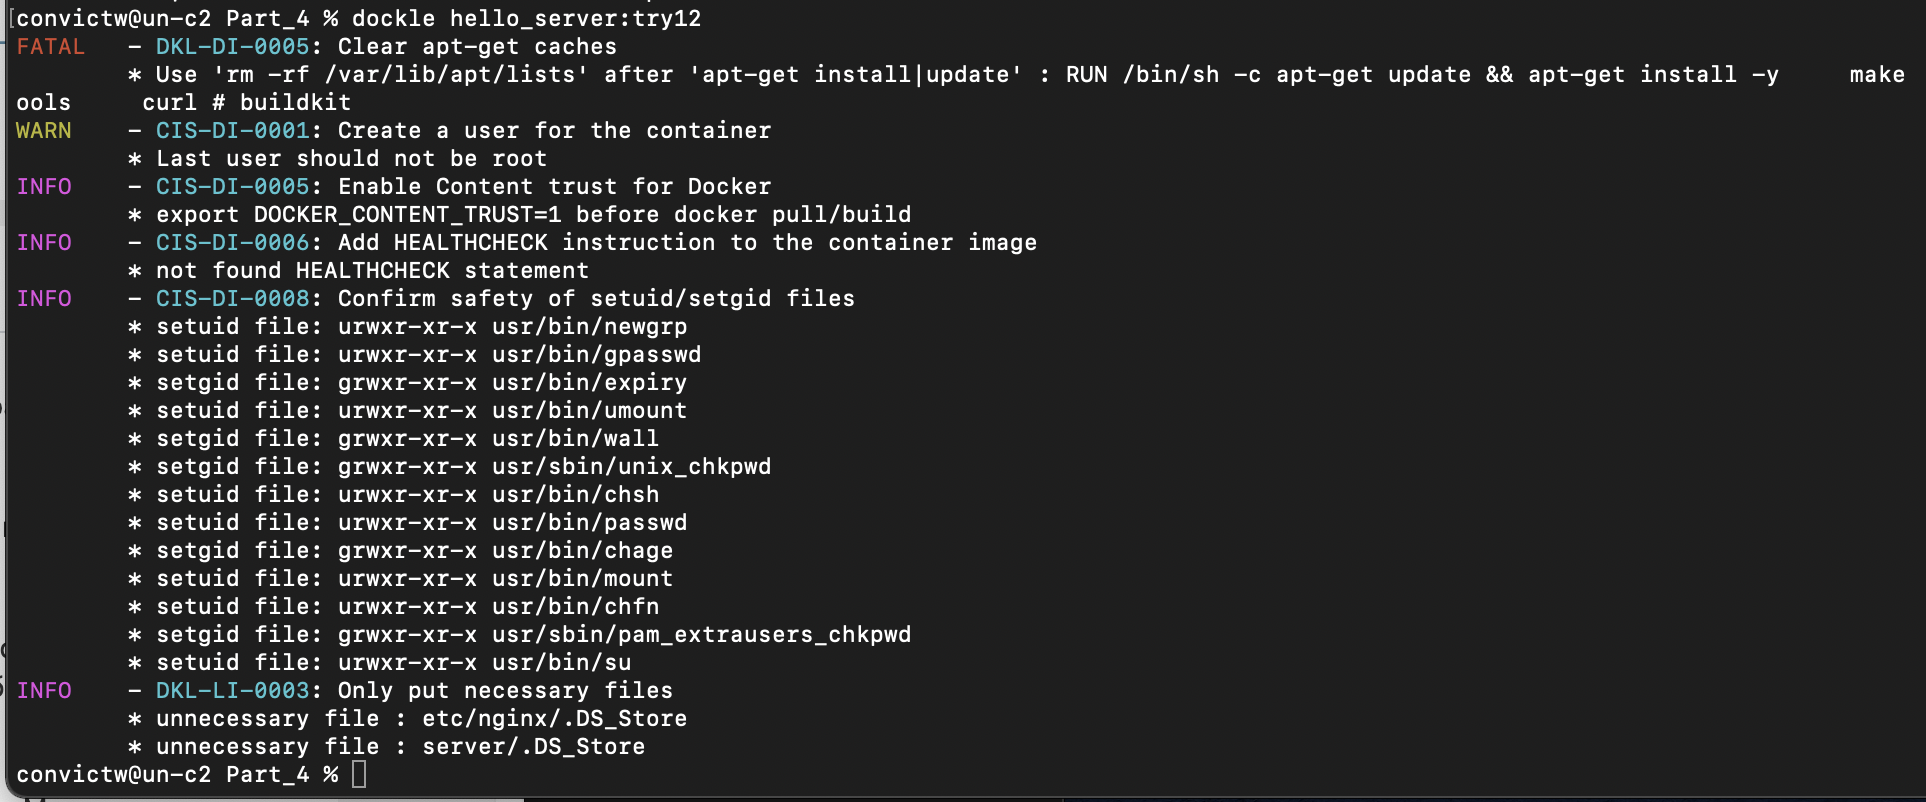 [convictw@un-c2 Part_4 % dockle hello_server:try12
FATAL   - DKL-DI-0005: Clear apt-get caches
        * Use 'rm -rf /var/lib/apt/lists' after 'apt-get install|update' : RUN /bin/sh -c apt-get update && apt-get install -y     make
ools     curl # buildkit
WARN    - CIS-DI-0001: Create a user for the container
        * Last user should not be root
INFO    - CIS-DI-0005: Enable Content trust for Docker
        * export DOCKER_CONTENT_TRUST=1 before docker pull/build
INFO    - CIS-DI-0006: Add HEALTHCHECK instruction to the container image
        * not found HEALTHCHECK statement
INFO    - CIS-DI-0008: Confirm safety of setuid/setgid files
        * setuid file: urwxr-xr-x usr/bin/newgrp
        * setuid file: urwxr-xr-x usr/bin/gpasswd
        * setgid file: grwxr-xr-x usr/bin/expiry
        * setuid file: urwxr-xr-x usr/bin/umount
        * setgid file: grwxr-xr-x usr/bin/wall
        * setgid file: grwxr-xr-x usr/sbin/unix_chkpwd
        * setuid file: urwxr-xr-x usr/bin/chsh
        * setuid file: urwxr-xr-x usr/bin/passwd
        * setgid file: grwxr-xr-x usr/bin/chage
        * setuid file: urwxr-xr-x usr/bin/mount
        * setuid file: urwxr-xr-x usr/bin/chfn
        * setgid file: grwxr-xr-x usr/sbin/pam_extrausers_chkpwd
        * setuid file: urwxr-xr-x usr/bin/su
INFO    - DKL-LI-0003: Only put necessary files
        * unnecessary file : etc/nginx/.DS_Store
        * unnecessary file : server/.DS_Store
convictw@un-c2 Part_4 %